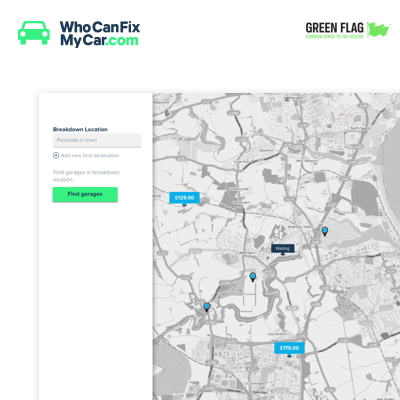 WhoCanFix
MyCar.com
GREEN FLAG
COMMON SENSE TO THE RESCUE
Breakdown Location
Postcode or town
Add new final destination
Find garages in breakdown
location.
Find garages
£129.00
Waiting
£179.00